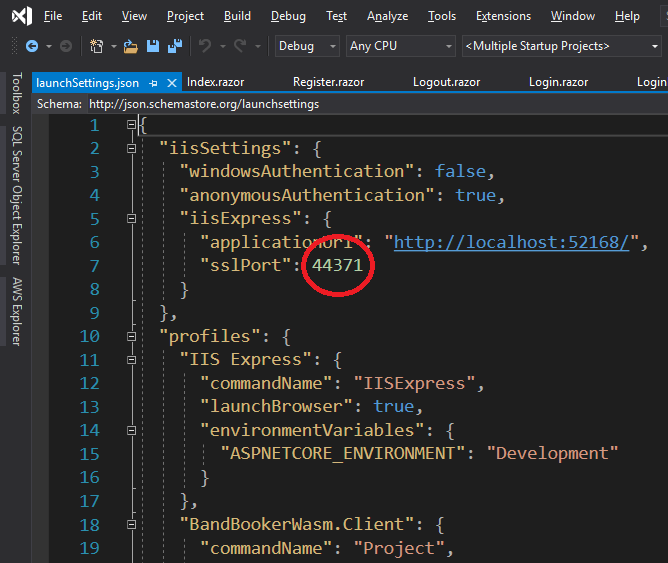 File Edit View Project Build Debug Test Analyze Tools Extensions Window Help
Debug Any CPU <Multiple Startup Projects>
launchSettings.json Index.razor Register.razor Logout.razor Login.razor Login
Schema: http://json.schemastore.org/launchsettings
Toolbox
SQL Server Object Explorer
AWS Explorer
1 {
2 "iisSettings": {
3 "windowsAuthentication": false,
4 "anonymousAuthentication": true,
5 "iisExpress": {
6 "applicationUrl": "http://localhost:52168/",
7 "sslPort": 44371
8 }
9 },
10 "profiles": {
11 "IIS Express": {
12 "commandName": "IISExpress",
13 "launchBrowser": true,
14 "environmentVariables": {
15 "ASPNETCORE_ENVIRONMENT": "Development"
16 }
17 },
18 "BandBookerWasm.Client": {
19 "commandName": "Project",